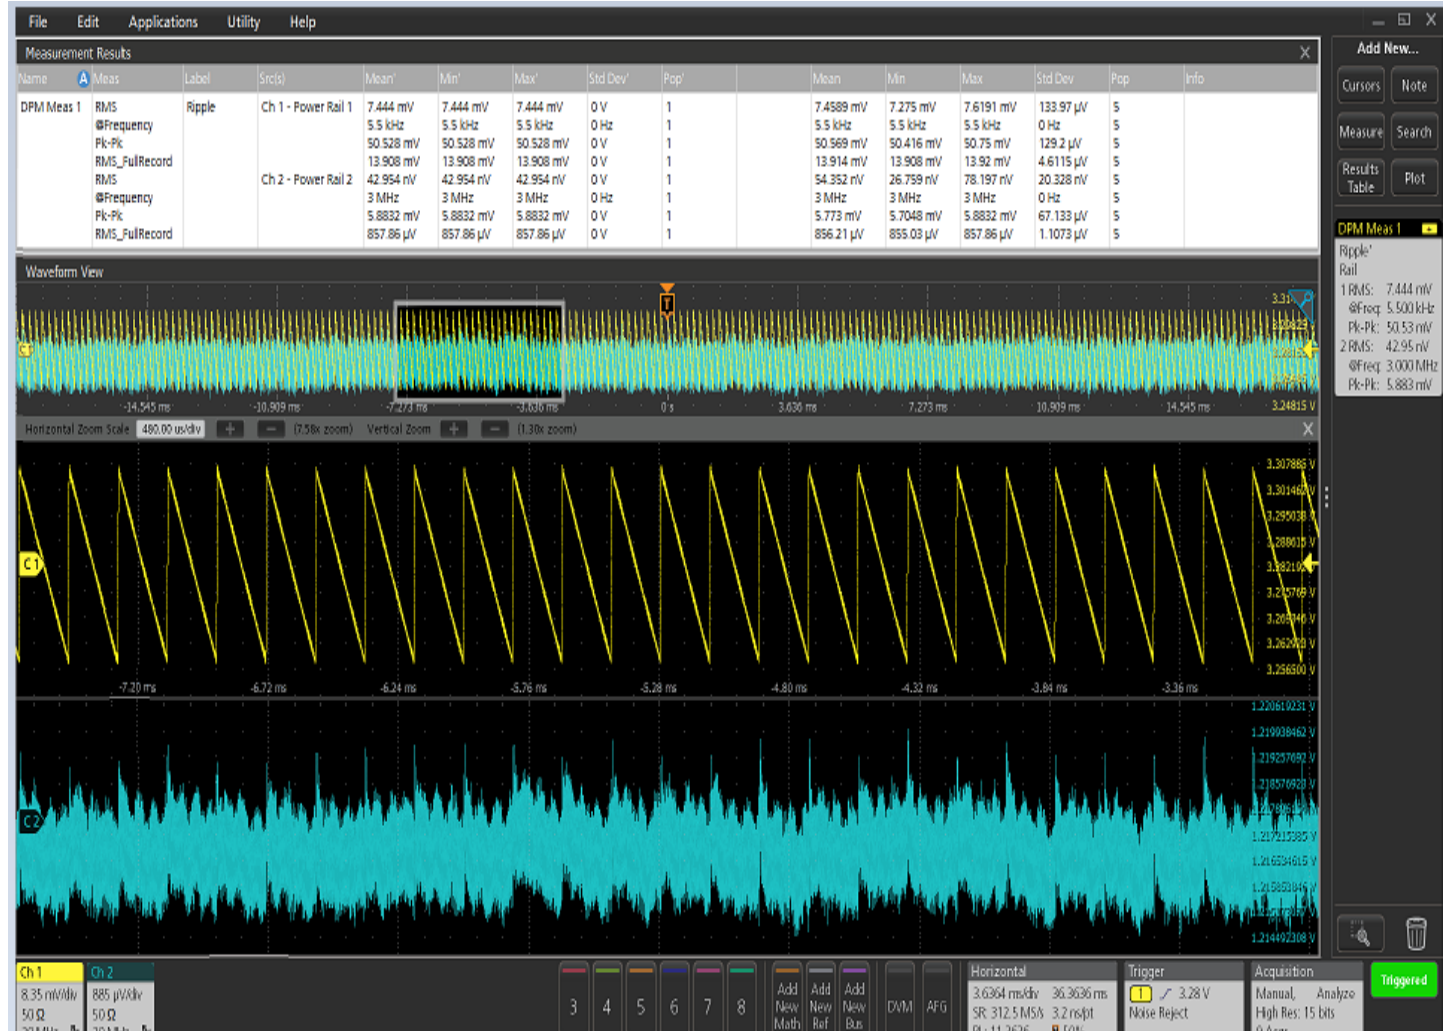 File Edit Applications Utility Help
Measurement Results
Name A Meas Label Src(s) Mean' Min' Max' Std Dev' Pop' Mean Min Max Std Dev Pop Info
DPM Meas 1 RMS Ripple Ch 1 - Power Rail 1 7.444 mV 7.444 mV 7.444 mV 0 V 1 7.4589 mV 7.275 mV 7.6191 mV 133.97 µV 5
@Frequency 5.5 kHz 5.5 kHz 5.5 kHz 0 Hz 1 5.5 kHz 5.5 kHz 5.5 kHz 0 Hz 5
Pk-Pk 50.528 mV 50.528 mV 50.528 mV 0 V 1 50.569 mV 50.416 mV 50.75 mV 129.2 µV 5
RMS_FullRecord 13.908 mV 13.908 mV 13.908 mV 0 V 1 13.914 mV 13.908 mV 13.92 mV 4.6115 µV 5
RMS Ch 2 - Power Rail 2 42.954 nV 42.954 nV 42.954 nV 0 V 1 54.352 nV 26.759 nV 78.197 nV 20.328 nV 5
@Frequency 3 MHz 3 MHz 3 MHz 0 Hz 1 3 MHz 3 MHz 3 MHz 0 Hz 5
Pk-Pk 5.8832 mV 5.8832 mV 5.8832 mV 0 V 1 5.773 mV 5.7048 mV 5.8832 mV 67.133 µV 5
RMS_FullRecord 857.86 µV 857.86 µV 857.86 µV 0 V 1 856.21 µV 855.03 µV 857.86 µV 1.1073 µV 5
Waveform View
T
C1
-14.545 ms -10.909 ms -7.273 ms -3.636 ms 0 s 3.636 ms 7.273 ms 10.909 ms 14.545 ms 3.24815 V
Horizontal Zoom Scale 480.00 us/div + - (7.58x zoom) Vertical Zoom + - (1.30x zoom)
3.307885 V
3.301462 V
3.295038 V
3.288615 V
C1
3.275769 V
3.269346 V
3.262923 V
3.256500 V
-7.20 ms -6.72 ms -6.24 ms -5.76 ms -5.28 ms -4.80 ms -4.32 ms -3.84 ms -3.36 ms
1.220619231 V
1.219938462 V
1.219257692 V
1.218576923 V
C2
1.217215385 V
1.216534615 V
1.215853846 V
1.214492308 V
Add New...
Cursors Note
Measure Search
Results Table Plot
DPM Meas 1
Ripple'
Rail
1 RMS: 7.444 mV
@Freq: 5.500 kHz
Pk-Pk: 50.53 mV
2 RMS: 42.95 nV
@Freq: 3.000 MHz
Pk-Pk: 5.883 mV
Ch 1
8.35 mV/div
50 Ω
Ch 2
885 µV/div
50 Ω
3 4 5 6 7 8
Add New Math
Add New Ref
Add New Bus
DVM AFG
Horizontal
3.6364 ms/div 36.3636 ms
SR: 312.5 MS/s 3.2 ns/pt
Trigger
1 3.28 V
Noise Reject
Acquisition
Manual, Analyze
High Res: 15 bits
Triggered